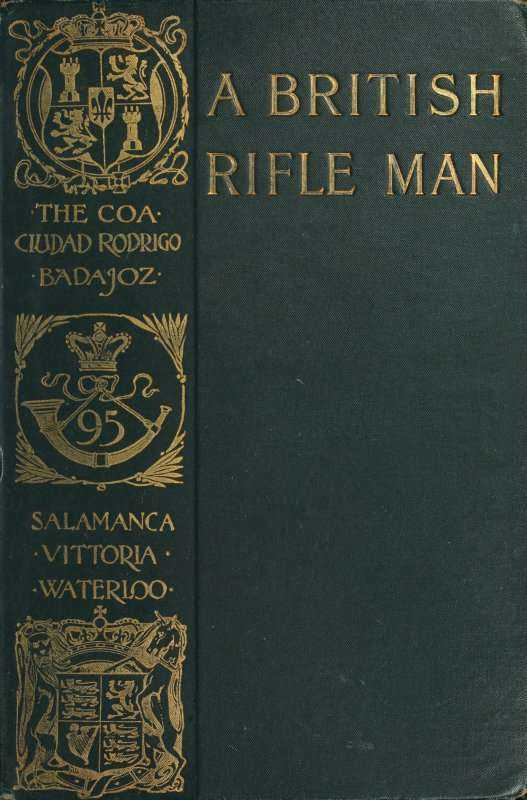 A BRITISH
RIFLE MAN
·THE COA·
CIUDAD RODRIGO
·BADAJOZ·
95
SALAMANCA
·VITTORIA·
·WATERLOO·